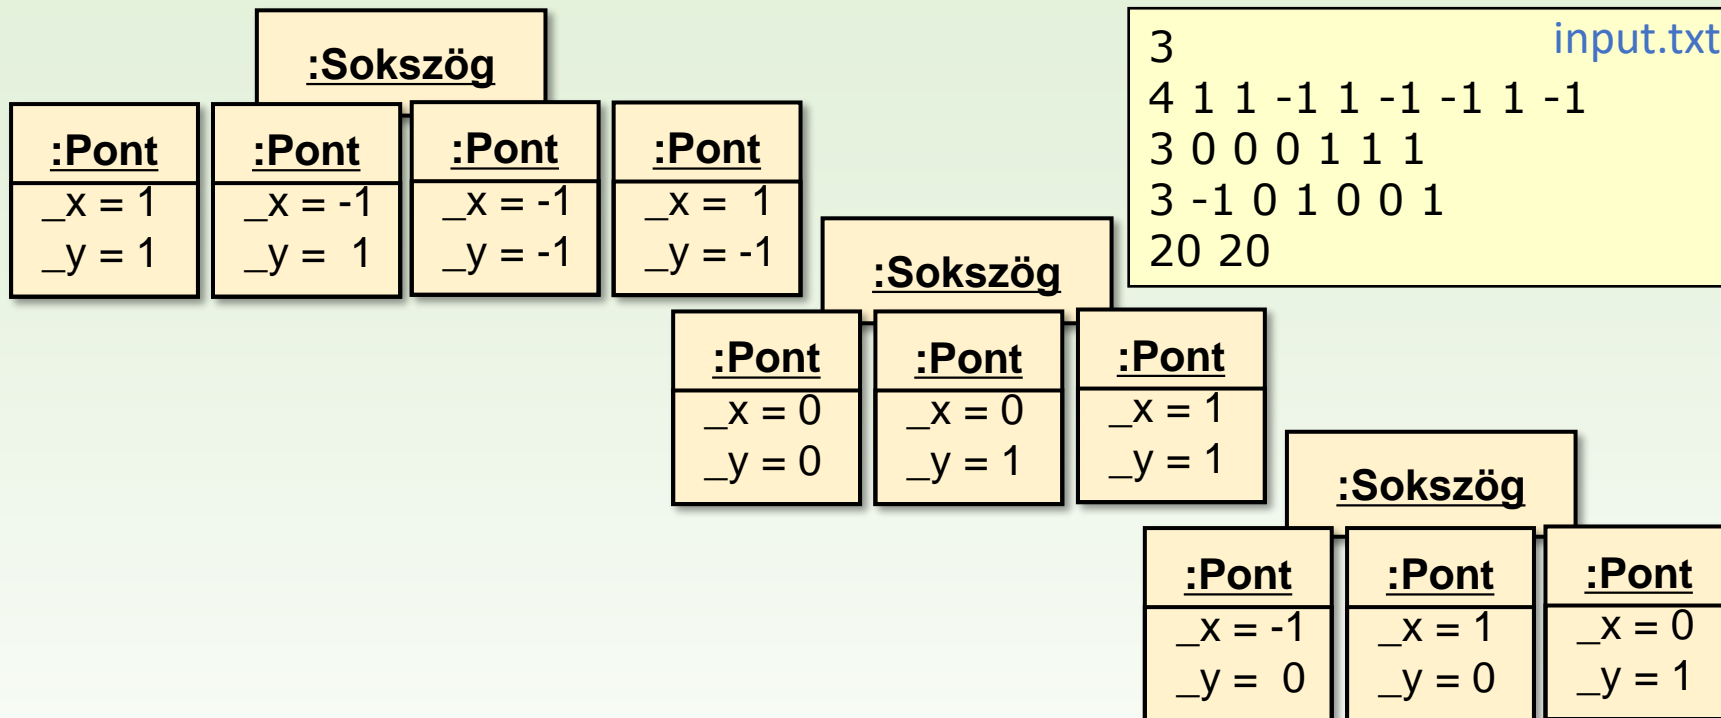 :Sokszög
:Pont
_x = 1
_y = 1
:Pont
_x = -1
_y = 1
:Pont
_x = -1
_y = -1
:Pont
_x = 1
_y = -1
input.txt
3
4 1 1 -1 1 -1 -1 1 -1
3 0 0 0 1 1 1
3 -1 0 1 0 0 1
20 20
:Sokszög
:Pont
_x = 0
_y = 0
:Pont
_x = 0
_y = 1
:Pont
_x = 1
_y = 1
:Sokszög
:Pont
_x = -1
_y = 0
:Pont
_x = 1
_y = 0
:Pont
_x = 0
_y = 1